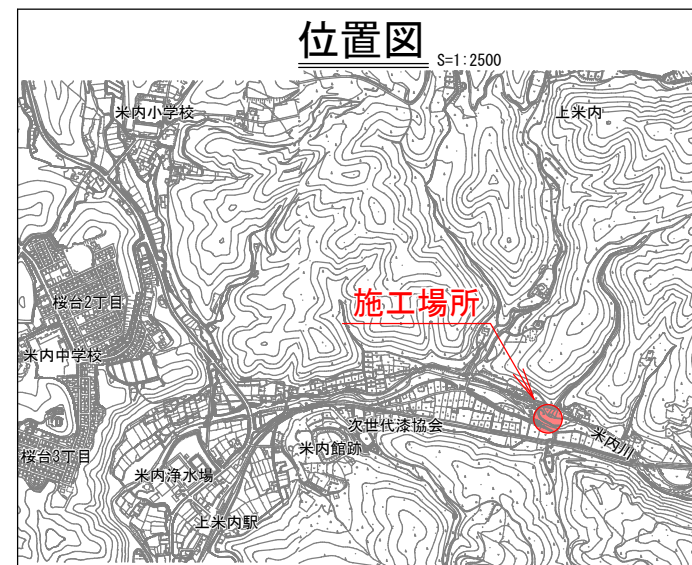 位置図
S=1:2500
米内小学校
上米内
桜台2丁目
施工場所
米内中学校
次世代漆協会
米内館跡
米内川
桜台3丁目
米内浄水場
上米内駅